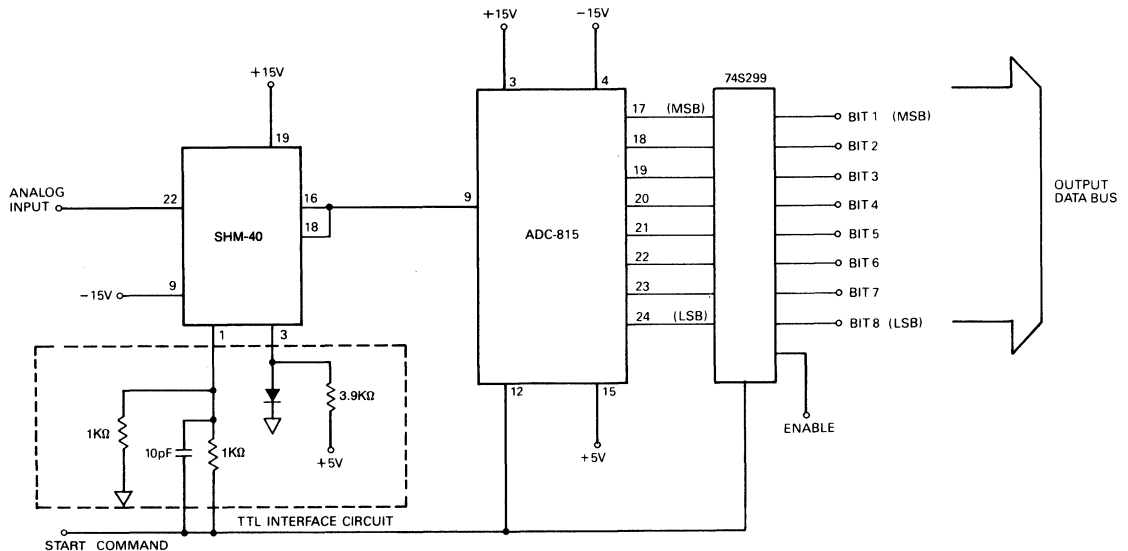 +15V
-15V
74S299
+15V
3
4
17 (MSB)
BIT 1 (MSB)
19
18
BIT 2
ANALOG
INPUT
22
16
9
19
BIT 3
18
20
BIT 4
OUTPUT
DATA BUS
SHM-40
ADC-815
21
BIT 5
22
BIT 6
-15V
9
23
BIT 7
24 (LSB)
BIT 8 (LSB)
1
3
12
15
3.9KΩ
1KΩ
10pF
1KΩ
+5V
+5V
ENABLE
TTL INTERFACE CIRCUIT
START COMMAND